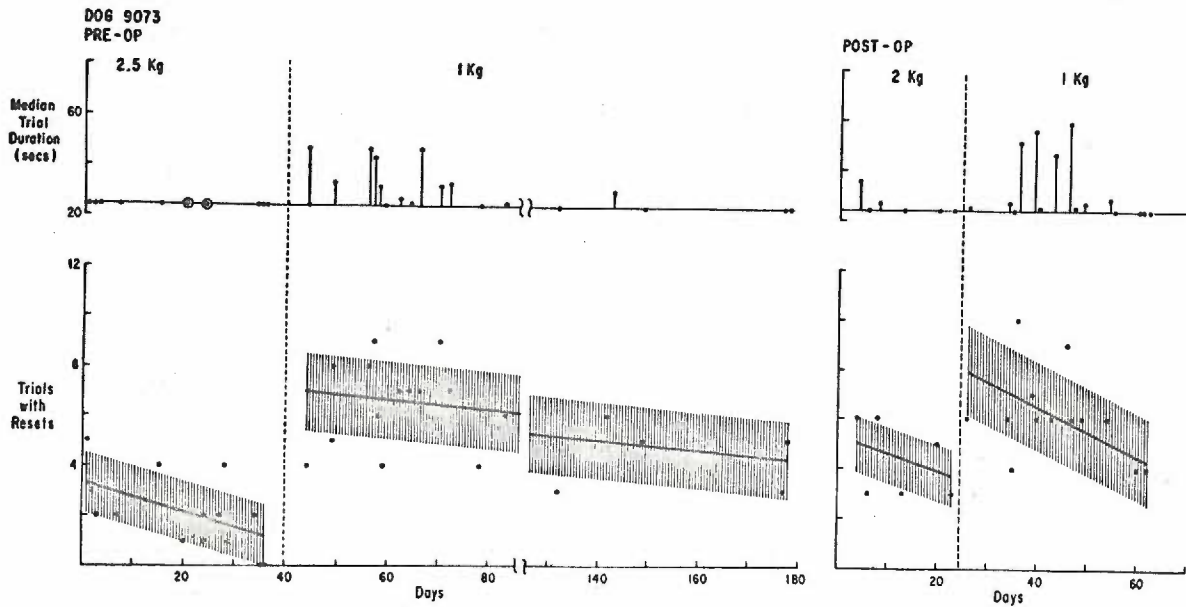 DOG 9073
PRE-OP
2.5 Kg
1 Kg
POST-OP
2 Kg
1 Kg
Median
Trial
Duration
(secs)
60
20
12
8
4
Trials
with
Resets
20
40
60
80
140
160
180
Days
20
40
60
Days